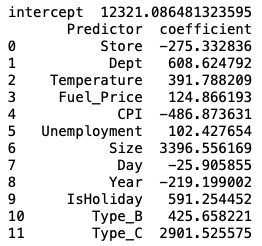 intercept 12321.086481323595
Predictor coefficient
0 Store -275.332836
1 Dept 608.624792
2 Temperature 391.788209
3 Fuel_Price 124.866193
4 CPI -486.873631
5 Unemployment 102.427654
6 Size 3396.556169
7 Day -25.905855
8 Year -219.199002
9 IsHoliday 591.254452
10 Type_B 425.658221
11 Type_C 2901.525575